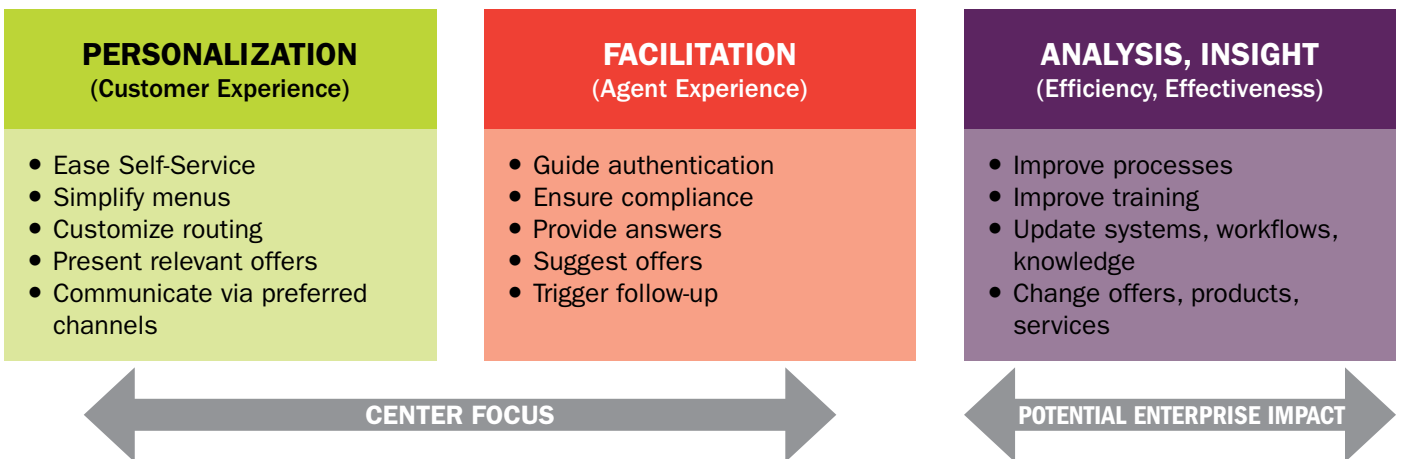 PERSONALIZATION
(Customer Experience)
• Ease Self-Service
• Simplify menus
• Customize routing
• Present relevant offers
• Communicate via preferred
channels
FACILITATION
(Agent Experience)
• Guide authentication
• Ensure compliance
• Provide answers
• Suggest offers
• Trigger follow-up
ANALYSIS, INSIGHT
(Efficiency, Effectiveness)
• Improve processes
• Improve training
• Update systems, workflows,
knowledge
• Change offers, products,
services
CENTER FOCUS
POTENTIAL ENTERPRISE IMPACT